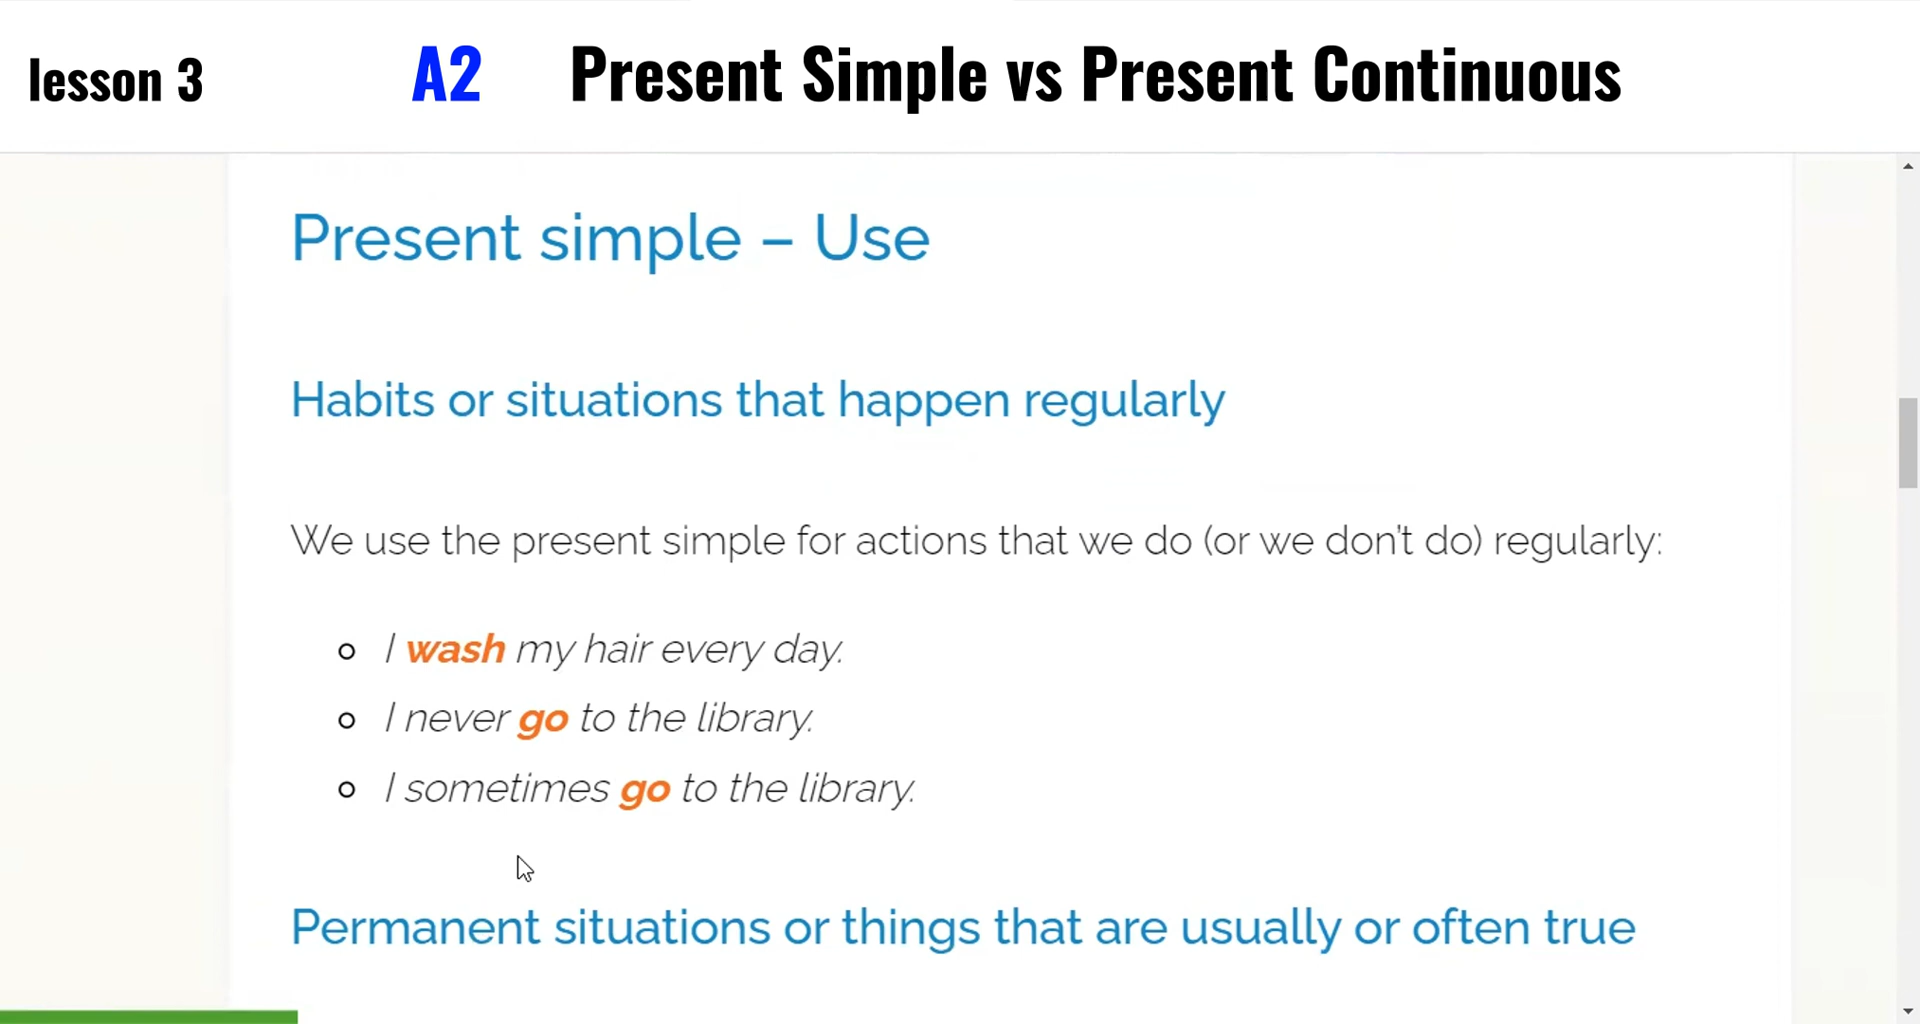 lesson 3 A2 Present Simple vs Present Continuous
Present simple – Use
Habits or situations that happen regularly
We use the present simple for actions that we do (or we don't do) regularly:
I wash my hair every day.
I never go to the library.
I sometimes go to the library.
Permanent situations or things that are usually or often true